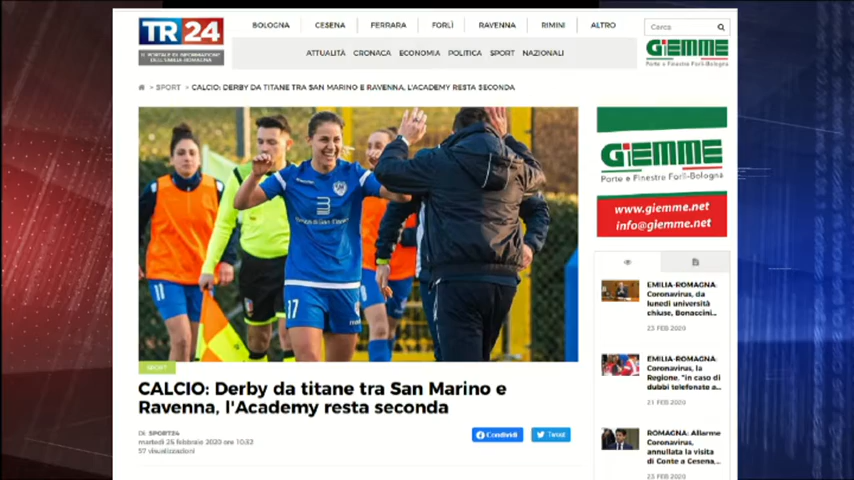 TR24
IL PORTALE DI INFORMAZIONE
DELL'EMILIA-ROMAGNA
BOLOGNA CESENA FERRARA FORLÌ RAVENNA RIMINI ALTRO
ATTUALITÀ CRONACA ECONOMIA POLITICA SPORT NAZIONALI
Cerca
GIEMME
Porte e Finestre Forlì-Bologna
> SPORT > CALCIO: DERBY DA TITANE TRA SAN MARINO E RAVENNA, L'ACADEMY RESTA SECONDA
3
17
11
GIEMME
Porte e Finestre Forlì-Bologna
www.giemme.net
info@giemme.net
SPORT
CALCIO: Derby da titane tra San Marino e
Ravenna, l'Academy resta seconda
Di SPORT24
martedì 25 febbraio 2020 ore 10:32
57 visualizzazioni
Condividi
Tweet
EMILIA-ROMAGNA:
Coronavirus, da
lunedì università
chiuse, Bonaccini...
23 FEB 2020
EMILIA-ROMAGNA:
Coronavirus, la
Regione. "in caso di
dubbi telefonate a...
21 FEB 2020
ROMAGNA: Allarme
Coronavirus,
annullata la visita
di Conte a Cesena,...
23 FEB 2020